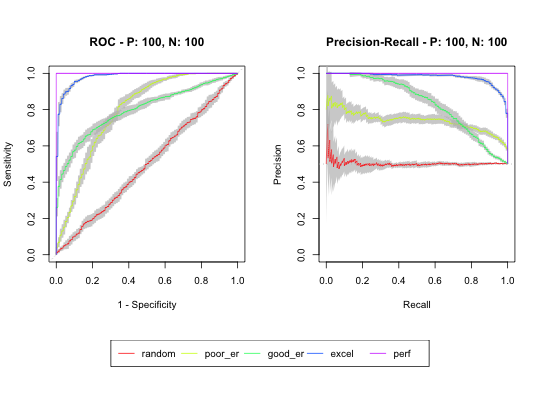 ROC - P: 100, N: 100
Sensitivity
0.0 0.2 0.4 0.6 0.8 1.0
0.0 0.2 0.4 0.6 0.8 1.0
1 - Specificity
Precision-Recall - P: 100, N: 100
Precision
0.0 0.2 0.4 0.6 0.8 1.0
0.0 0.2 0.4 0.6 0.8 1.0
Recall
random poor_er good_er excel perf